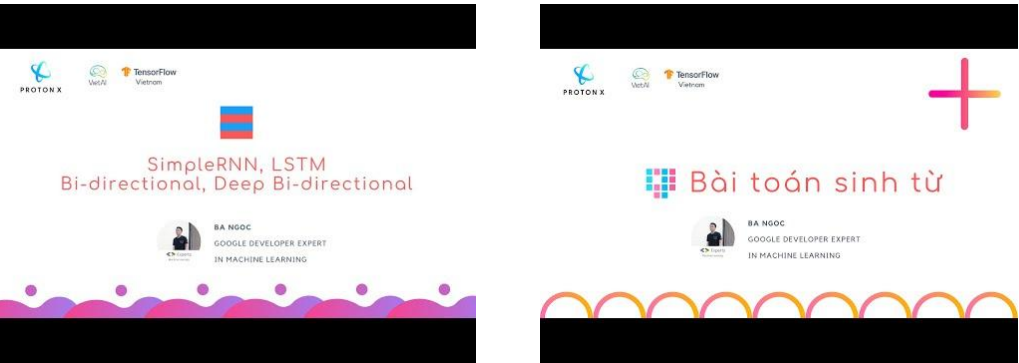 PROTON X
VietAI
TensorFlow
Vietnam
SimpleRNN, LSTM
Bi-directional, Deep Bi-directional
BA NGOC
GOOGLE DEVELOPER EXPERT
IN MACHINE LEARNING
PROTON X
VietAI
TensorFlow
Vietnam
Bài toán sinh từ
BA NGOC
GOOGLE DEVELOPER EXPERT
IN MACHINE LEARNING